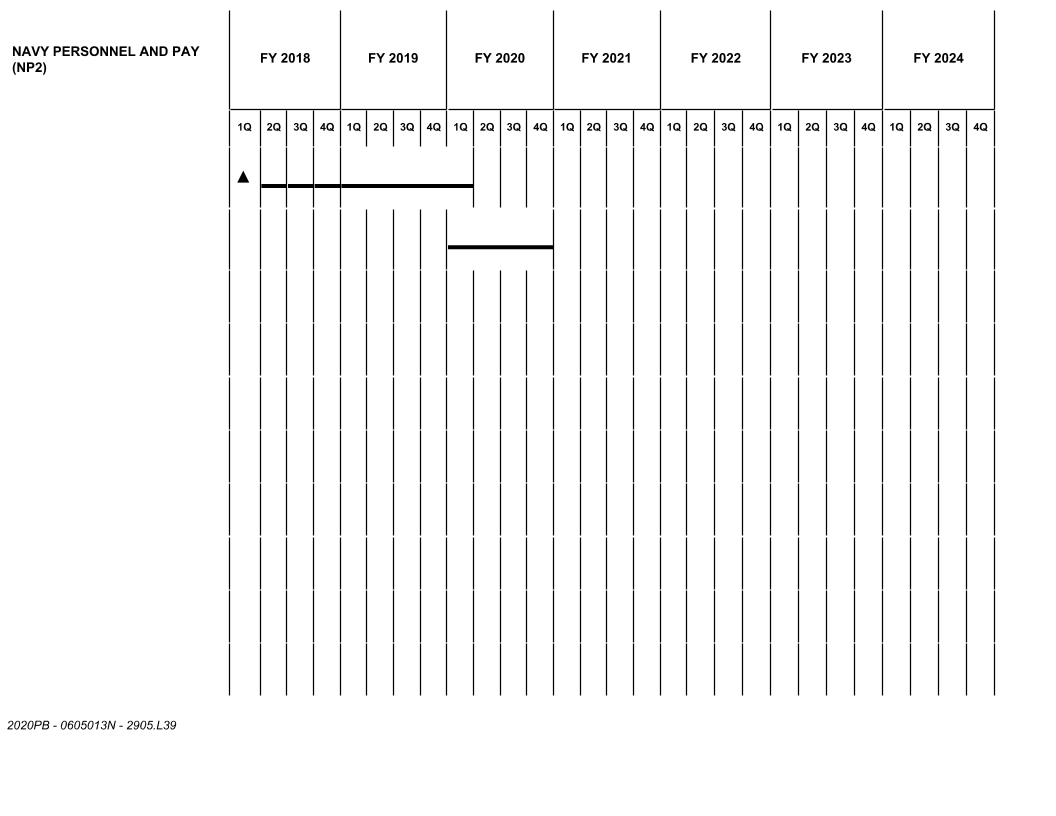 NAVY PERSONNEL AND PAY
(NP2)
FY 2018 FY 2019 FY 2020 FY 2021 FY 2022 FY 2023 FY 2024
1Q 2Q 3Q 4Q 1Q 2Q 3Q 4Q 1Q 2Q 3Q 4Q 1Q 2Q 3Q 4Q 1Q 2Q 3Q 4Q 1Q 2Q 3Q 4Q 1Q 2Q 3Q 4Q
2020PB - 0605013N - 2905.L39